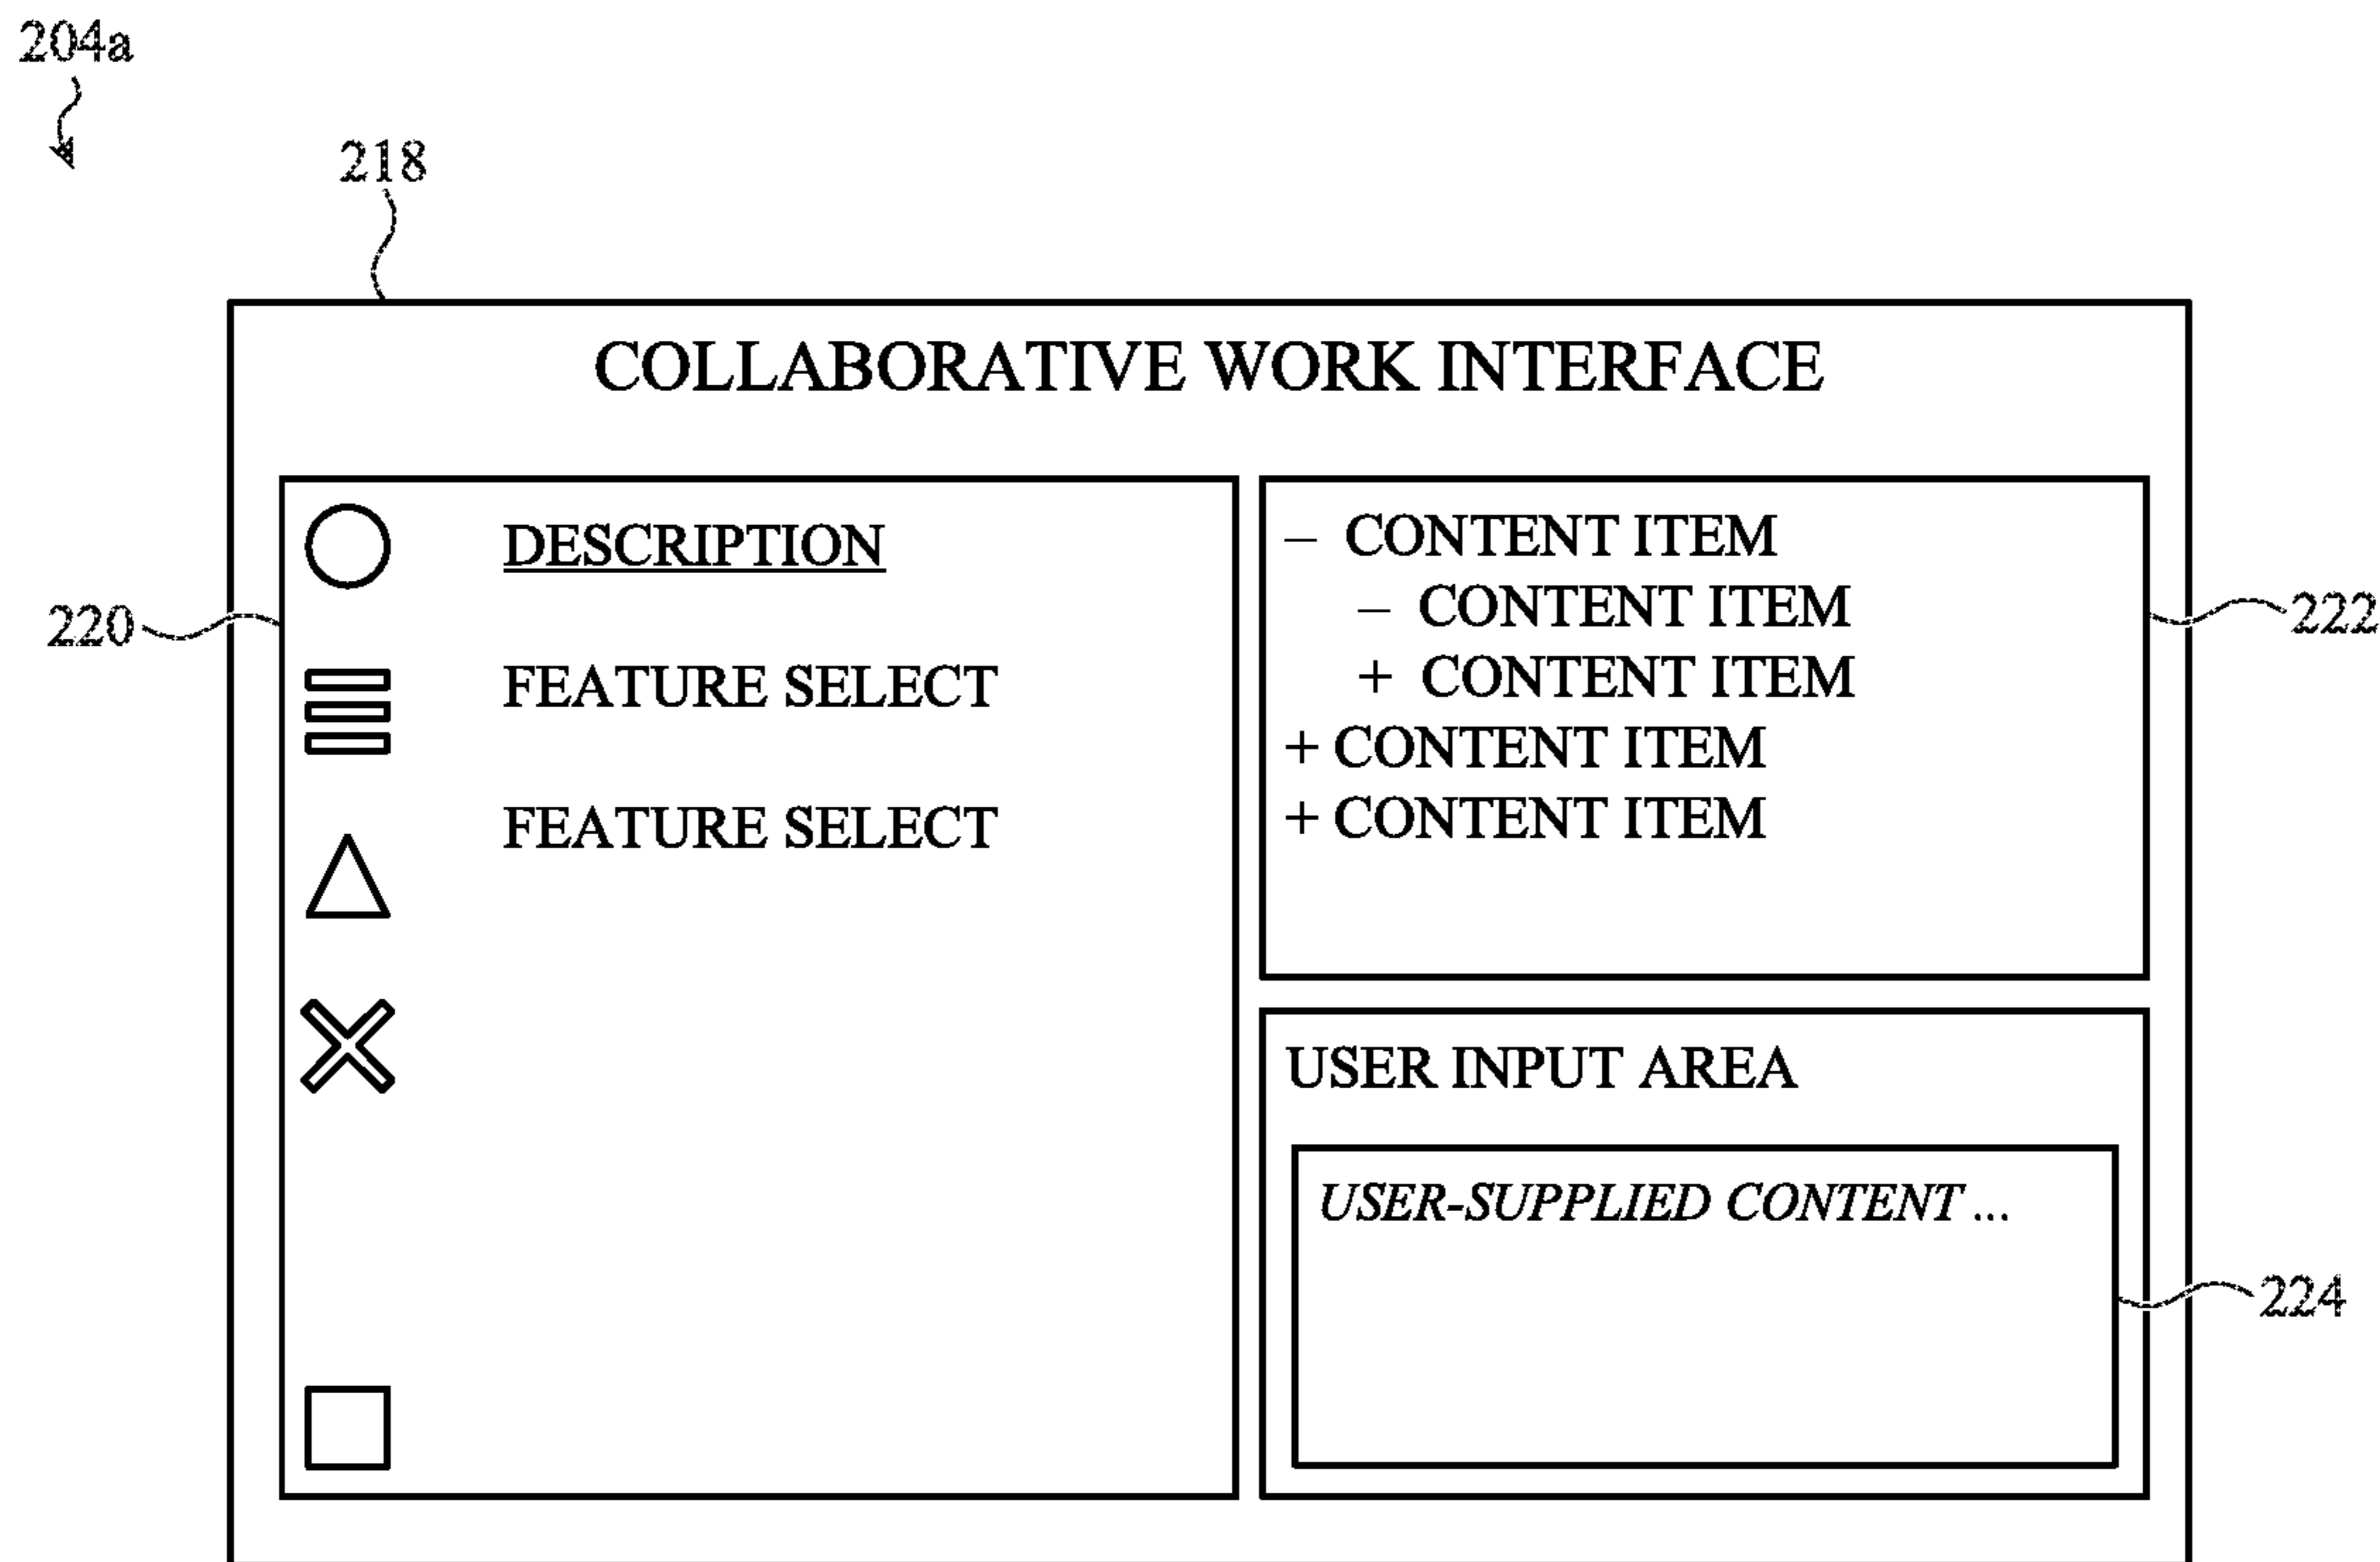 204a
218
COLLABORATIVE WORK INTERFACE
220
DESCRIPTION
FEATURE SELECT
FEATURE SELECT
– CONTENT ITEM
– CONTENT ITEM
+ CONTENT ITEM
+ CONTENT ITEM
+ CONTENT ITEM
222
USER INPUT AREA
USER-SUPPLIED CONTENT ...
224